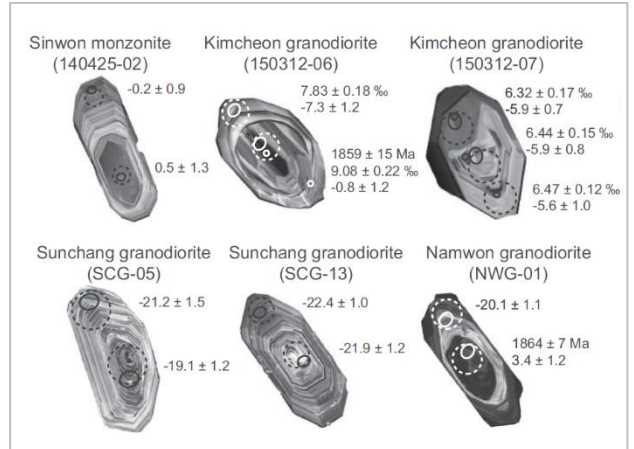 Sinwon monzonite
(140425-02)
-0.2 ± 0.9
0.5 ± 1.3
Kimcheon granodiorite
(150312-06)
7.83 ± 0.18 ‰
-7.3 ± 1.2
1859 ± 15 Ma
9.08 ± 0.22 ‰
-0.8 ± 1.2
Kimcheon granodiorite
(150312-07)
6.32 ± 0.17 ‰
-5.9 ± 0.7
6.44 ± 0.15 ‰
-5.9 ± 0.8
6.47 ± 0.12 ‰
-5.6 ± 1.0
Sunchang granodiorite
(SCG-05)
-21.2 ± 1.5
-19.1 ± 1.2
Sunchang granodiorite
(SCG-13)
-22.4 ± 1.0
-21.9 ± 1.2
Namwon granodiorite
(NWG-01)
-20.1 ± 1.1
1864 ± 7 Ma
3.4 ± 1.2